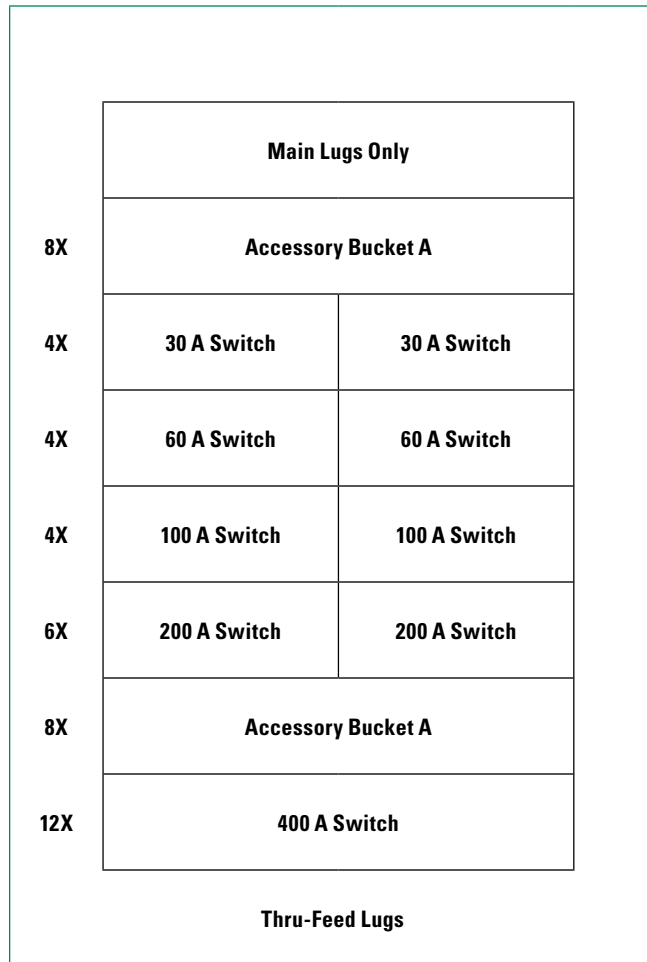 Main Lugs Only
8X Accessory Bucket A
4X 30 A Switch 30 A Switch
4X 60 A Switch 60 A Switch
4X 100 A Switch 100 A Switch
6X 200 A Switch 200 A Switch
8X Accessory Bucket A
12X 400 A Switch
Thru-Feed Lugs